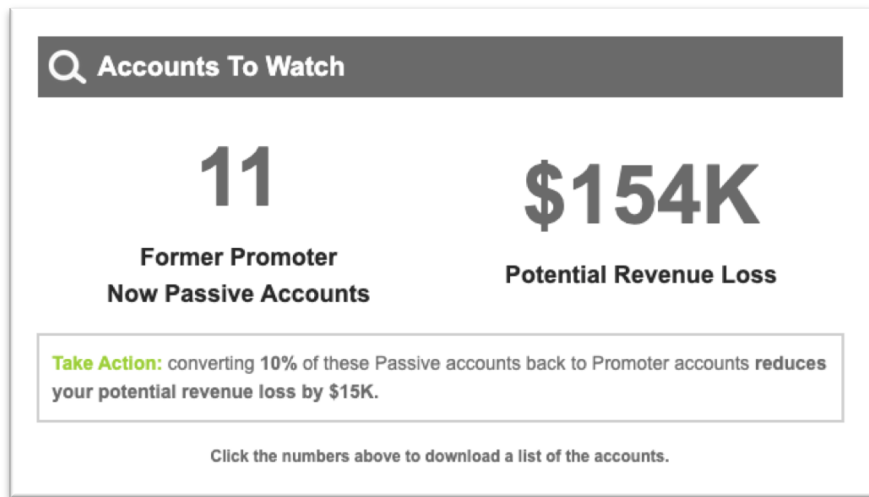 Accounts To Watch
11
Former Promoter
Now Passive Accounts
$154K
Potential Revenue Loss
Take Action: converting 10% of these Passive accounts back to Promoter accounts reduces
your potential revenue loss by $15K.
Click the numbers above to download a list of the accounts.